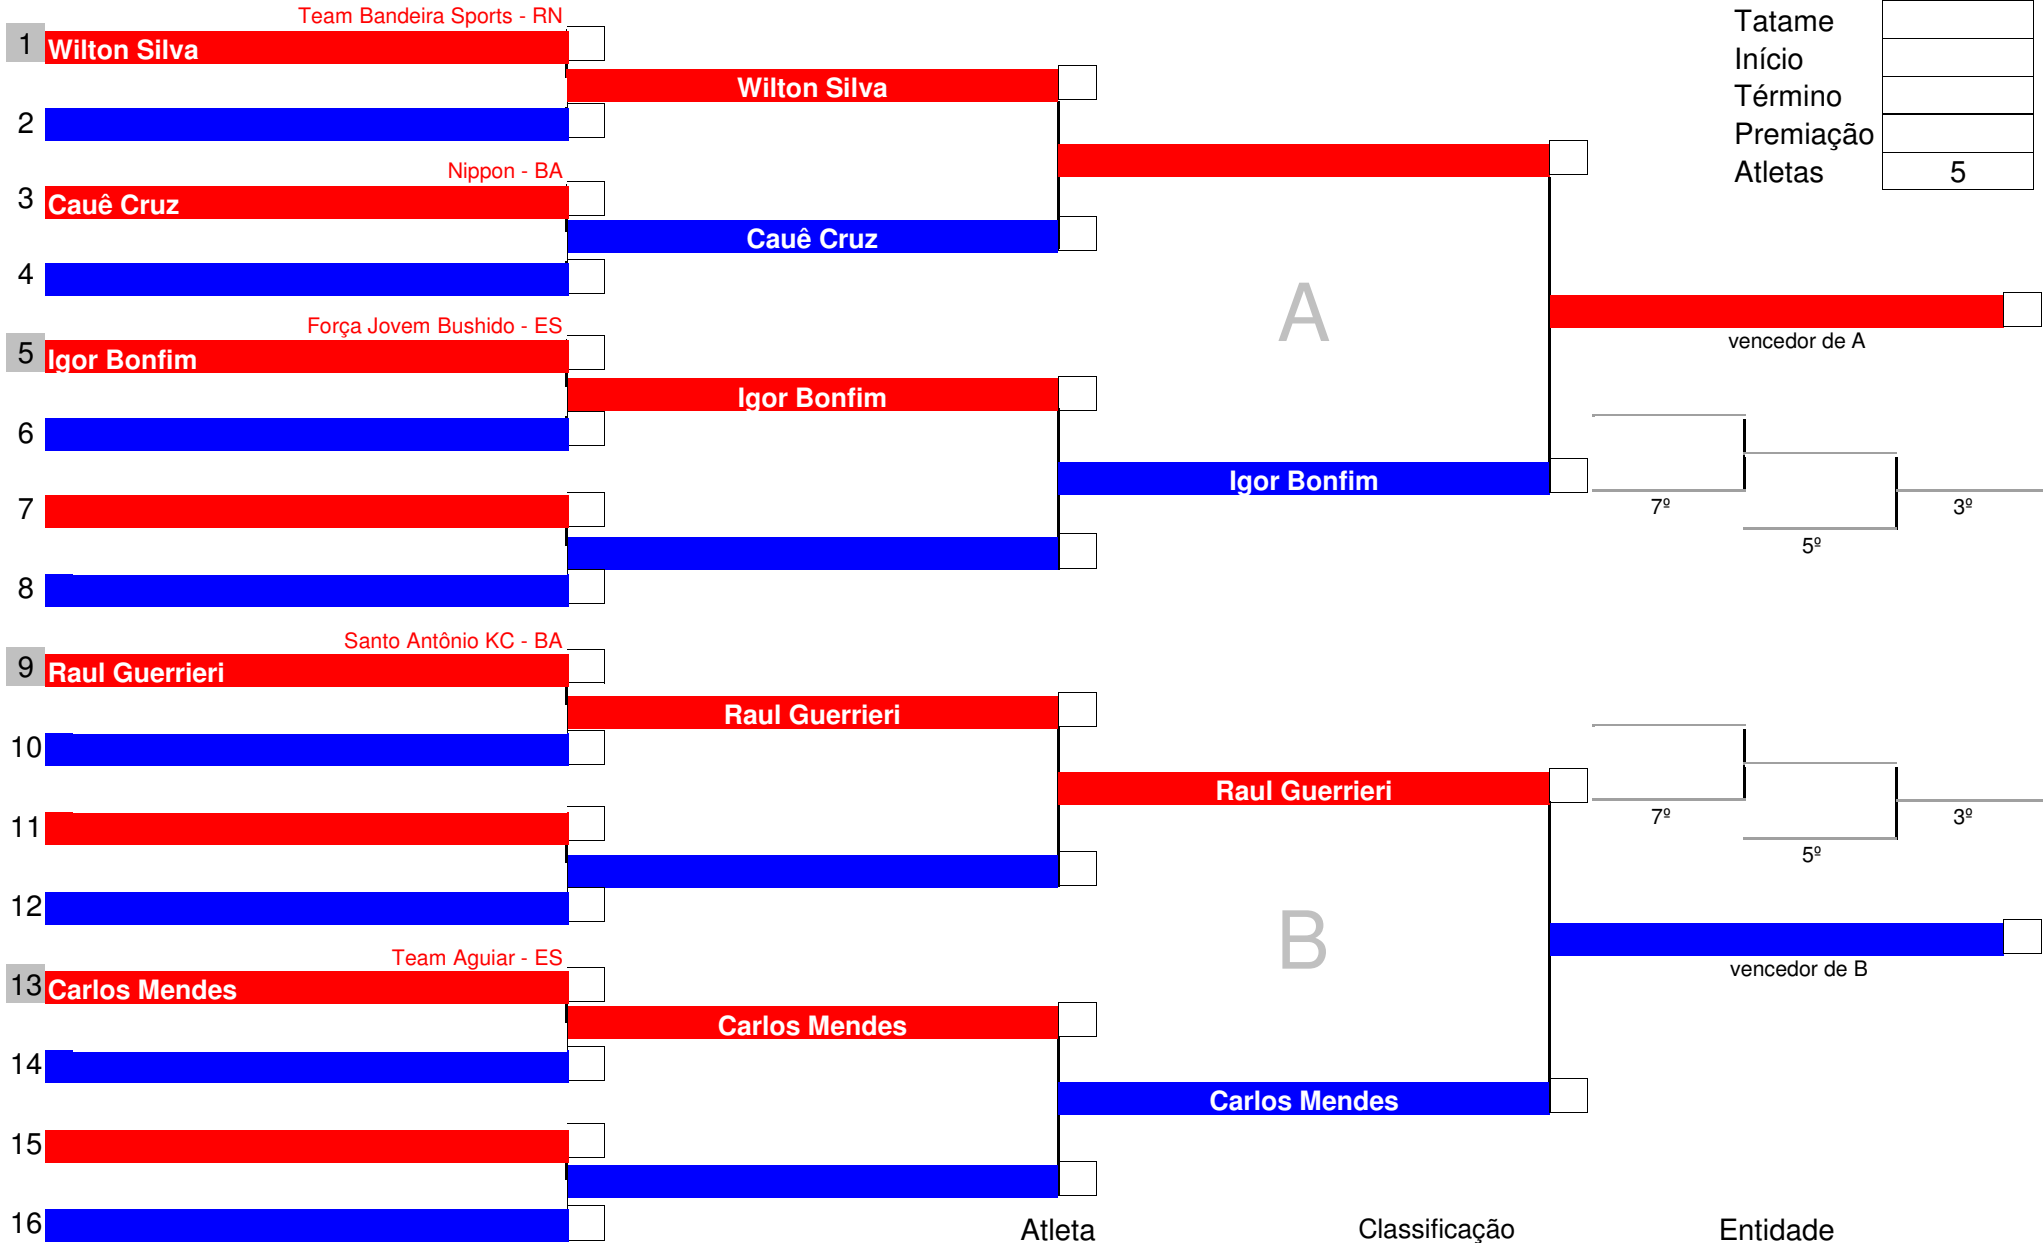 Team Bandeira Sports - RN
1 Wilton Silva
Wilton Silva
2
Nippon - BA
3 Cauê Cruz
Cauê Cruz
4
Força Jovem Bushido - ES
5 Igor Bonfim
Igor Bonfim
6
Igor Bonfim
7
8
Santo Antônio KC - BA
9 Raul Guerrieri
Raul Guerrieri
10
Raul Guerrieri
11
12
Team Aguiar - ES
13 Carlos Mendes
Carlos Mendes
14
Carlos Mendes
15
16
A
B
Tatame
Início
Término
Premiação
Atletas 5
vencedor de A
7º
3º
5º
7º
3º
5º
vencedor de B
Atleta Classificação Entidade